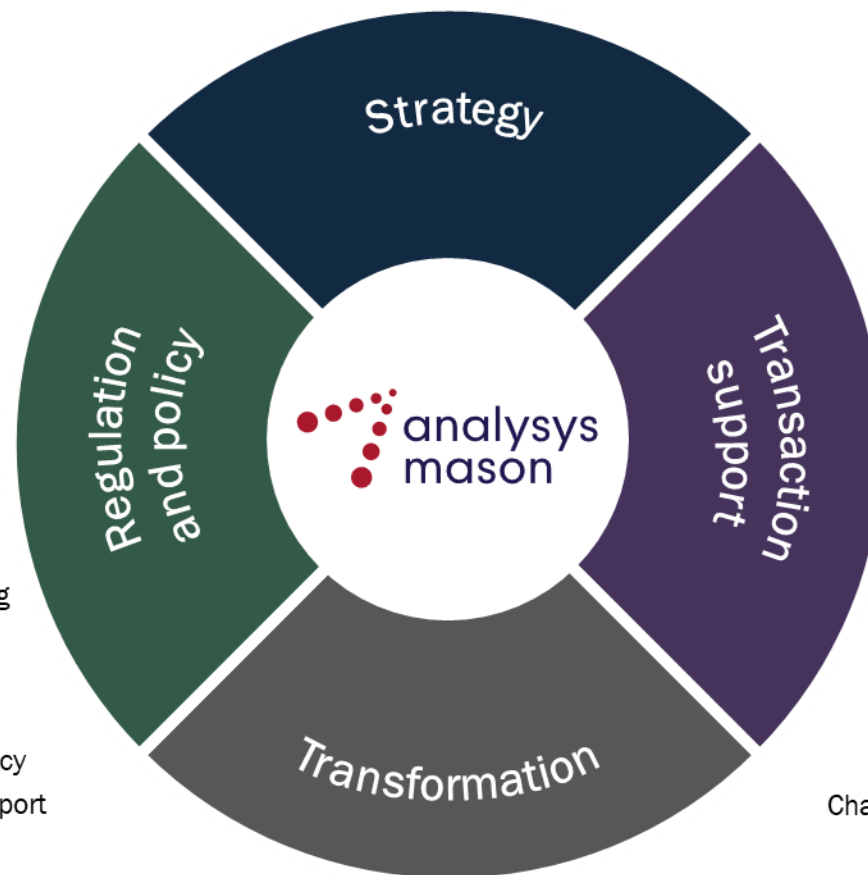 Strategy
Regulation
and policy
analysys
mason
Transaction
support
Transformation